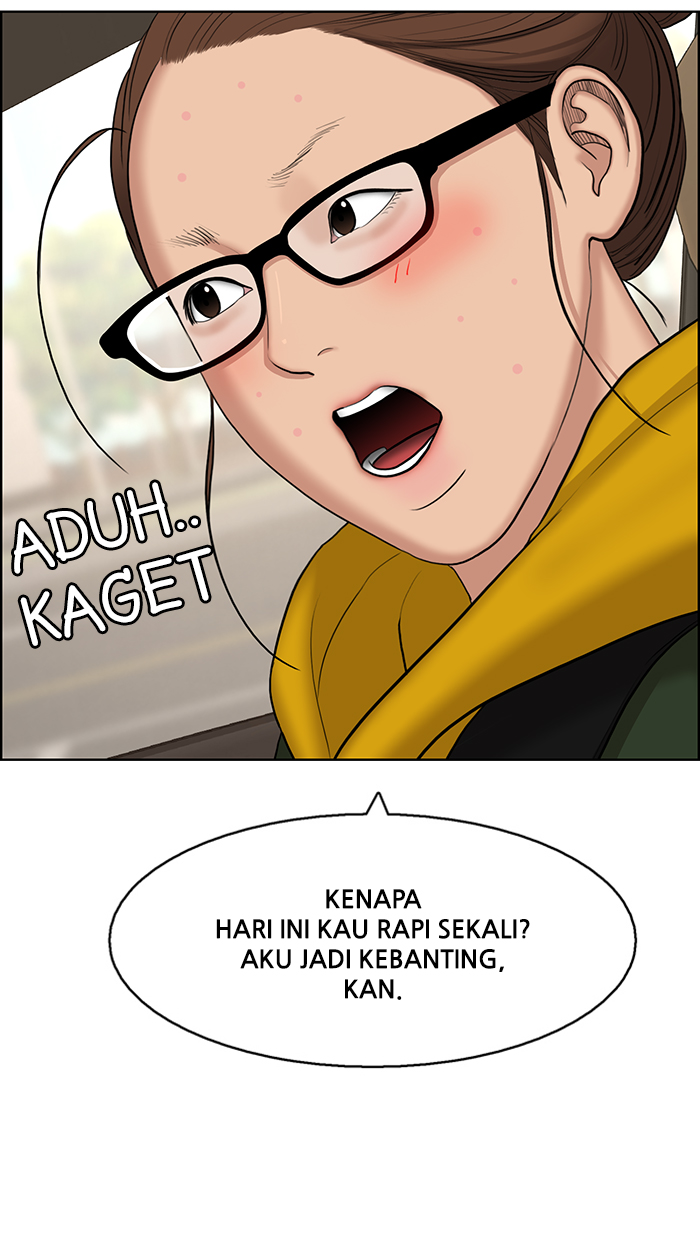 ADUH..
KAGET
KENAPA
HARI INI KAU RAPI SEKALI?
AKU JADI KEBANTING,
KAN.